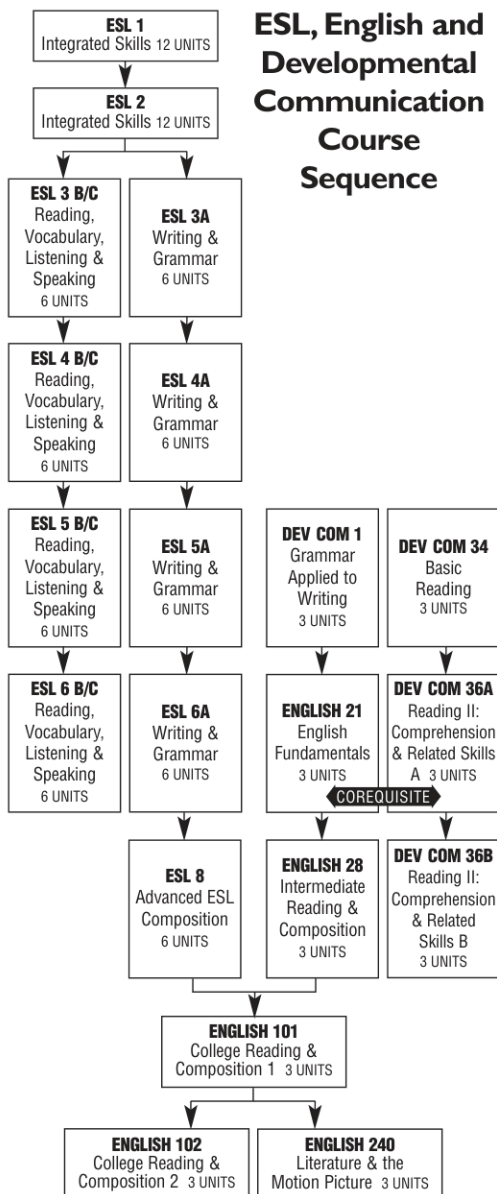 ESL, English and
Developmental
Communication
Course
Sequence
ESL 1
Integrated Skills 12 UNITS
ESL 2
Integrated Skills 12 UNITS
ESL 3 B/C
Reading,
Vocabulary,
Listening &
Speaking
6 UNITS
ESL 3A
Writing &
Grammar
6 UNITS
ESL 4 B/C
Reading,
Vocabulary,
Listening &
Speaking
6 UNITS
ESL 4A
Writing &
Grammar
6 UNITS
ESL 5 B/C
Reading,
Vocabulary,
Listening &
Speaking
6 UNITS
ESL 5A
Writing &
Grammar
6 UNITS
DEV COM 1
Grammar
Applied to
Writing
3 UNITS
DEV COM 34
Basic
Reading
3 UNITS
ESL 6 B/C
Reading,
Vocabulary,
Listening &
Speaking
6 UNITS
ESL 6A
Writing &
Grammar
6 UNITS
ENGLISH 21
English
Fundamentals
3 UNITS
DEV COM 36A
Reading II:
Comprehension
& Related Skills
A 3 UNITS
COREQUISITE
ESL 8
Advanced ESL
Composition
6 UNITS
ENGLISH 28
Intermediate
Reading &
Composition
3 UNITS
DEV COM 36B
Reading II:
Comprehension
& Related
Skills B
3 UNITS
ENGLISH 101
College Reading &
Composition 1 3 UNITS
ENGLISH 102
College Reading &
Composition 2 3 UNITS
ENGLISH 240
Literature & the
Motion Picture 3 UNITS